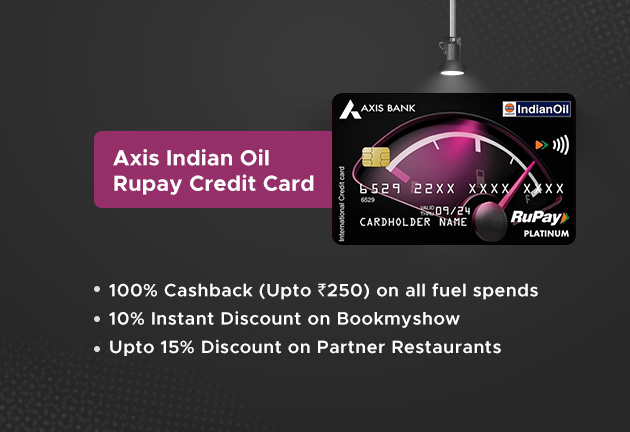 AXIS BANK
IndianOil
Axis Indian Oil
Rupay Credit Card
International Credit card
6529 22XX XXXX XXXX
6529
VALID THRU 09/24
CARDHOLDER NAME
RuPay
PLATINUM
E
F
• 100% Cashback (Upto ₹250) on all fuel spends
• 10% Instant Discount on Bookmyshow
• Upto 15% Discount on Partner Restaurants